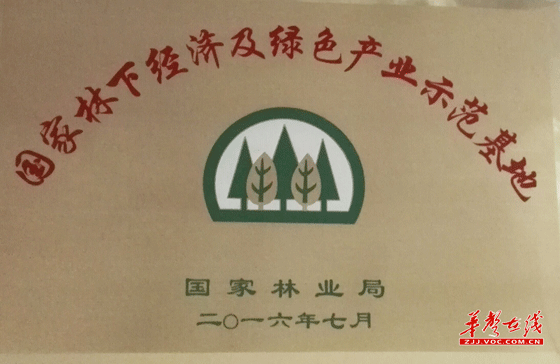 国家林下经济及绿色产业示范基地
国家林业局
二〇一六年七月
华声在线
ZJJ.VOC.COM.CN